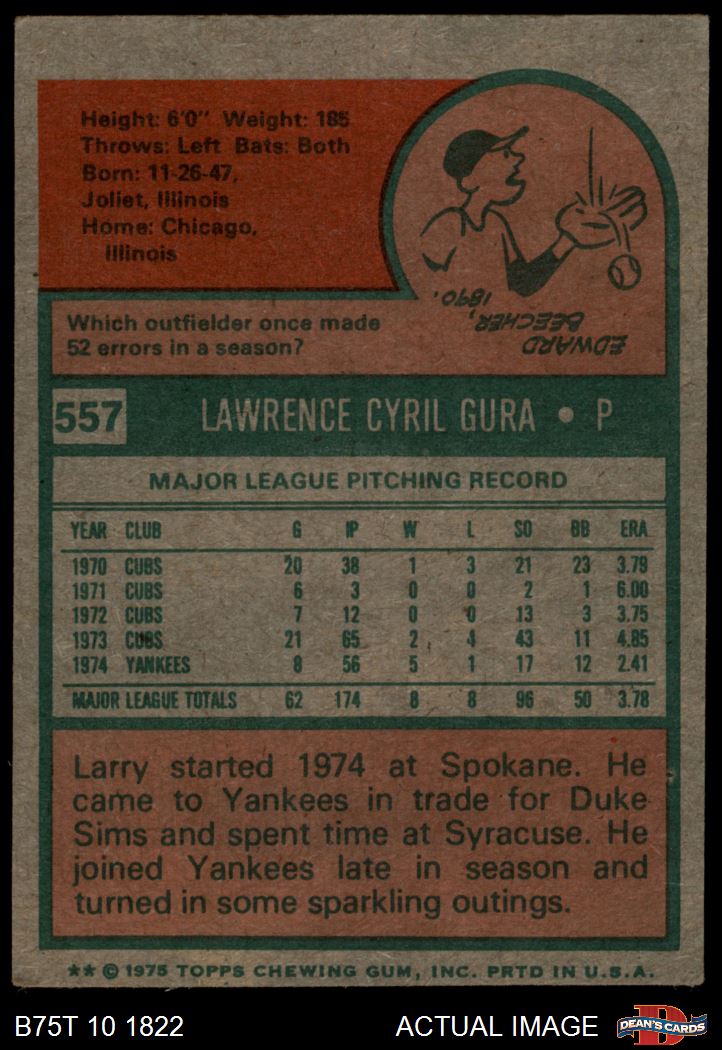 Height: 6'0" Weight: 185
Throws: Left Bats: Both
Born: 11-26-47,
Joliet, Illinois
Home: Chicago,
Illinois
Which outfielder once made
52 errors in a season?
EDWARD
BEECHER,
1890.
557 LAWRENCE CYRIL GURA • P
MAJOR LEAGUE PITCHING RECORD
YEAR CLUB G IP W L SO BB ERA
1970 CUBS 20 38 1 3 21 23 3.79
1971 CUBS 6 3 0 0 2 1 6.00
1972 CUBS 7 12 0 0 13 3 3.75
1973 CUBS 21 65 2 4 43 11 4.85
1974 YANKEES 8 56 5 1 17 12 2.41
MAJOR LEAGUE TOTALS 62 174 8 8 96 50 3.78
Larry started 1974 at Spokane. He
came to Yankees in trade for Duke
Sims and spent time at Syracuse. He
joined Yankees late in season and
turned in some sparkling outings.
** © 1975 TOPPS CHEWING GUM, INC. PRTD IN U.S.A.
B75T 10 1822 ACTUAL IMAGE D DEAN'S CARDS